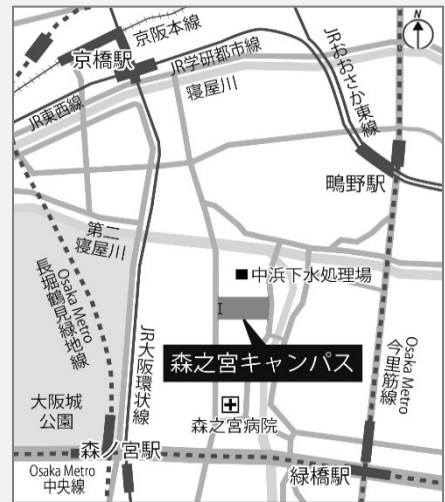 N
京阪本線
京橋駅
JR学研都市線
寝屋川
JR東西線
JRおおさか東線
鴫野駅
第二
寝屋川
中浜下水処理場
Osaka Metro
長堀鶴見緑地線
JR大阪環状線
森之宮キャンパス
Osaka Metro
今里筋線
大阪城
公園
森之宮病院
森ノ宮駅
緑橋駅
Osaka Metro
中央線